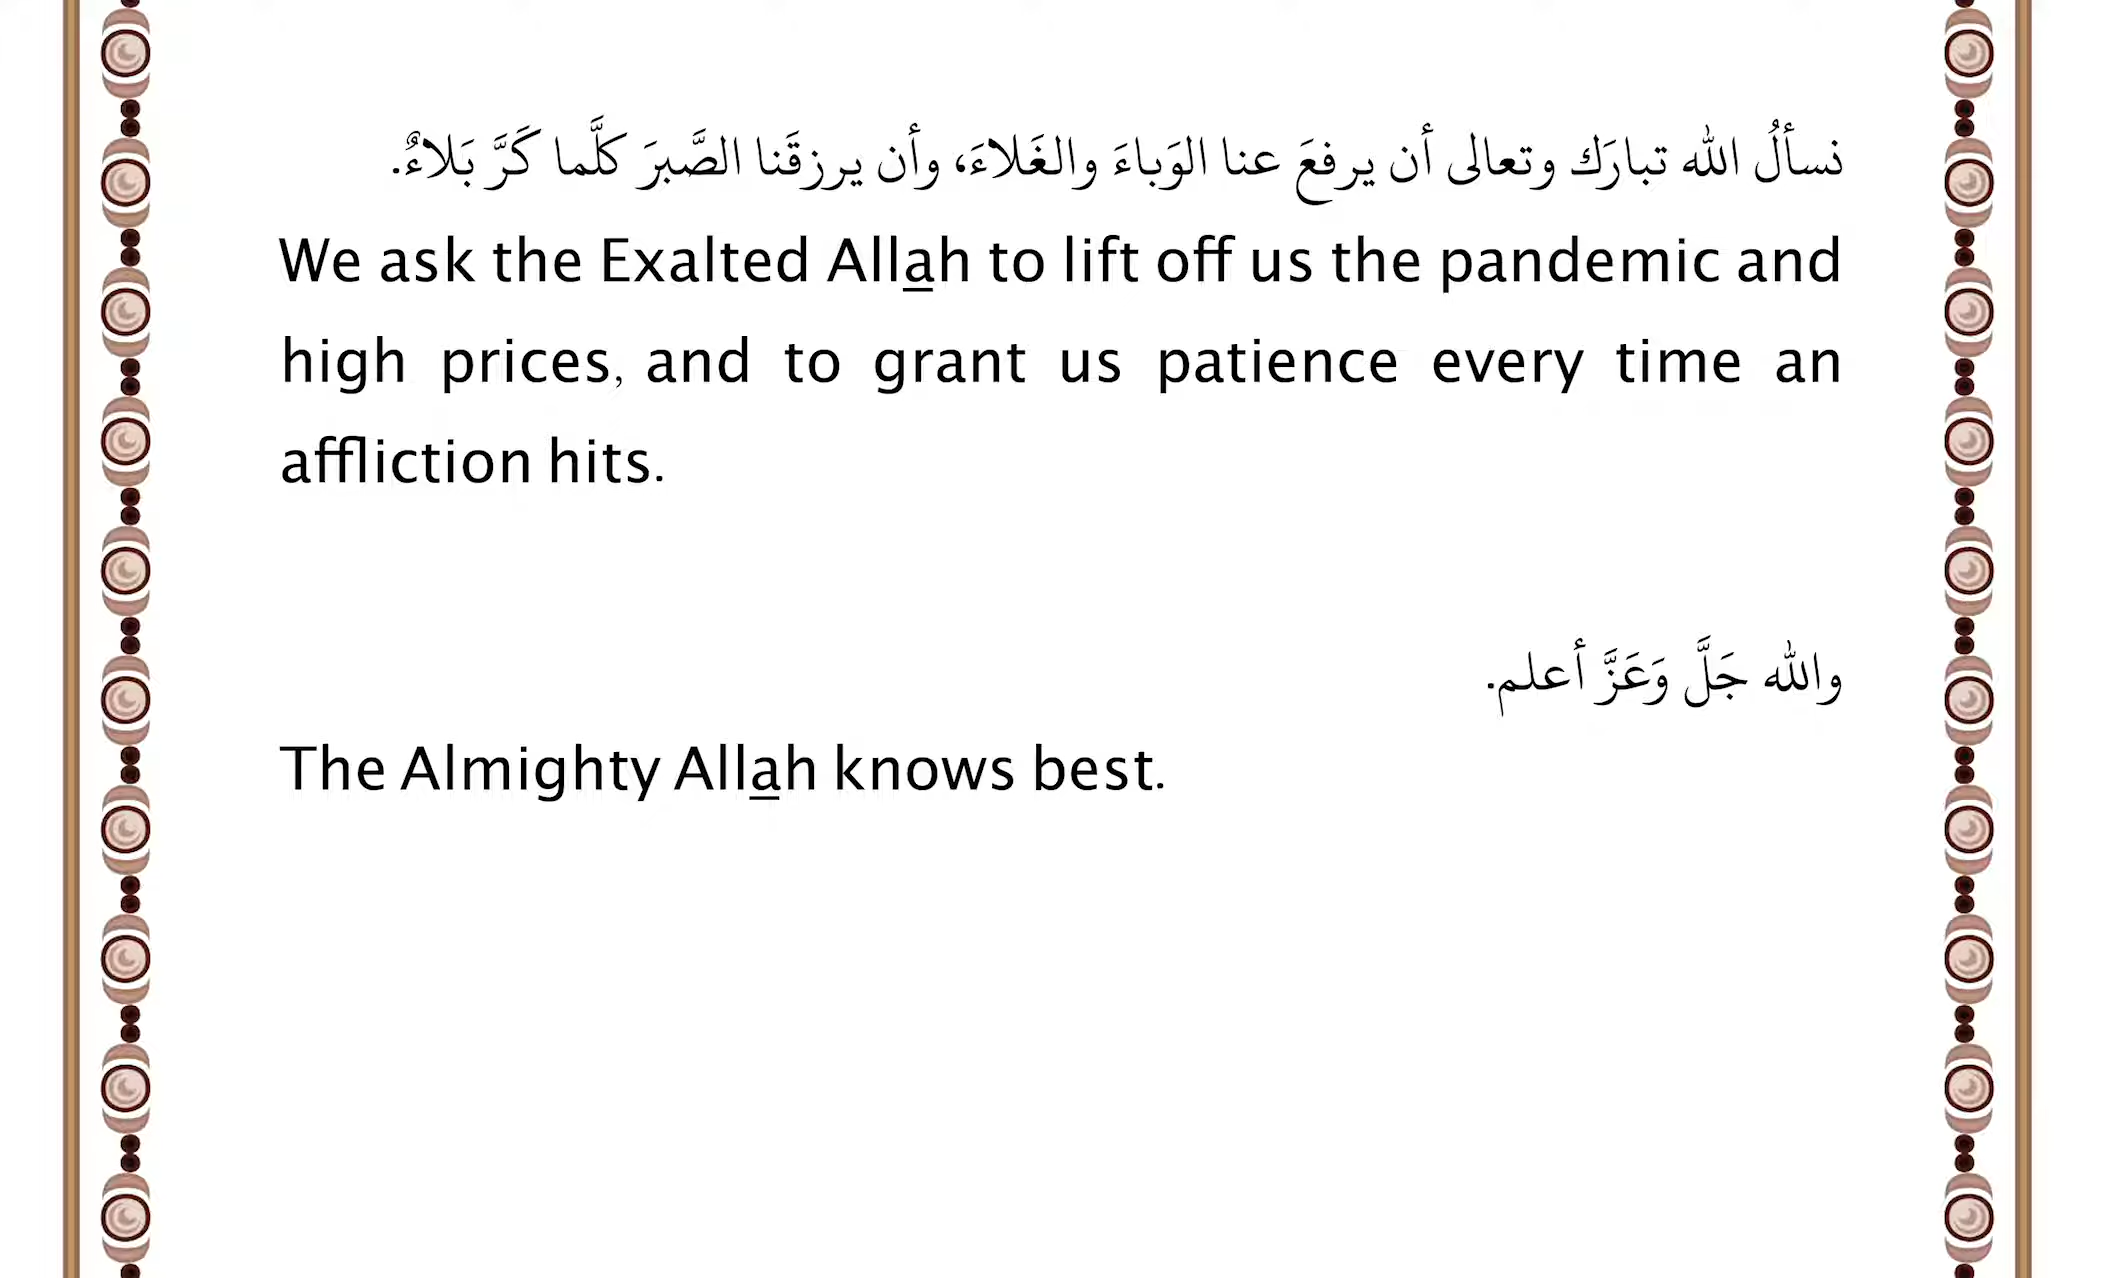 نسألُ الله تبارَك وتعالى أن يرفعَ عنا الوَباءَ والغَلاءَ، وأن يرزقَنا الصَّبرَ كلَّما كَرَّ بَلاءٌ.
We ask the Exalted Allah to lift off us the pandemic and
high prices, and to grant us patience every time an
affliction hits.
والله جَلَّ وَعَزَّ أعلم.
The Almighty Allah knows best.